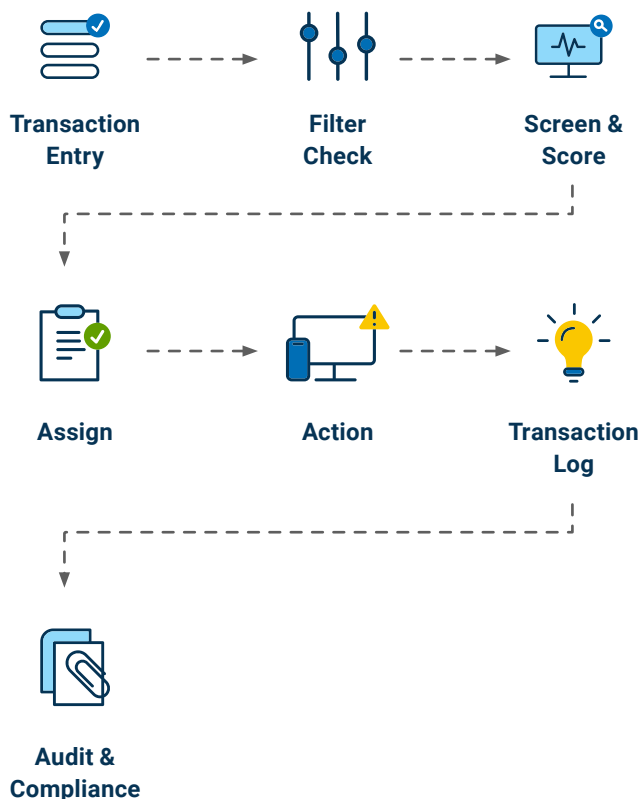 Transaction
Entry
Filter
Check
Screen &
Score
Assign
Action
Transaction
Log
Audit &
Compliance